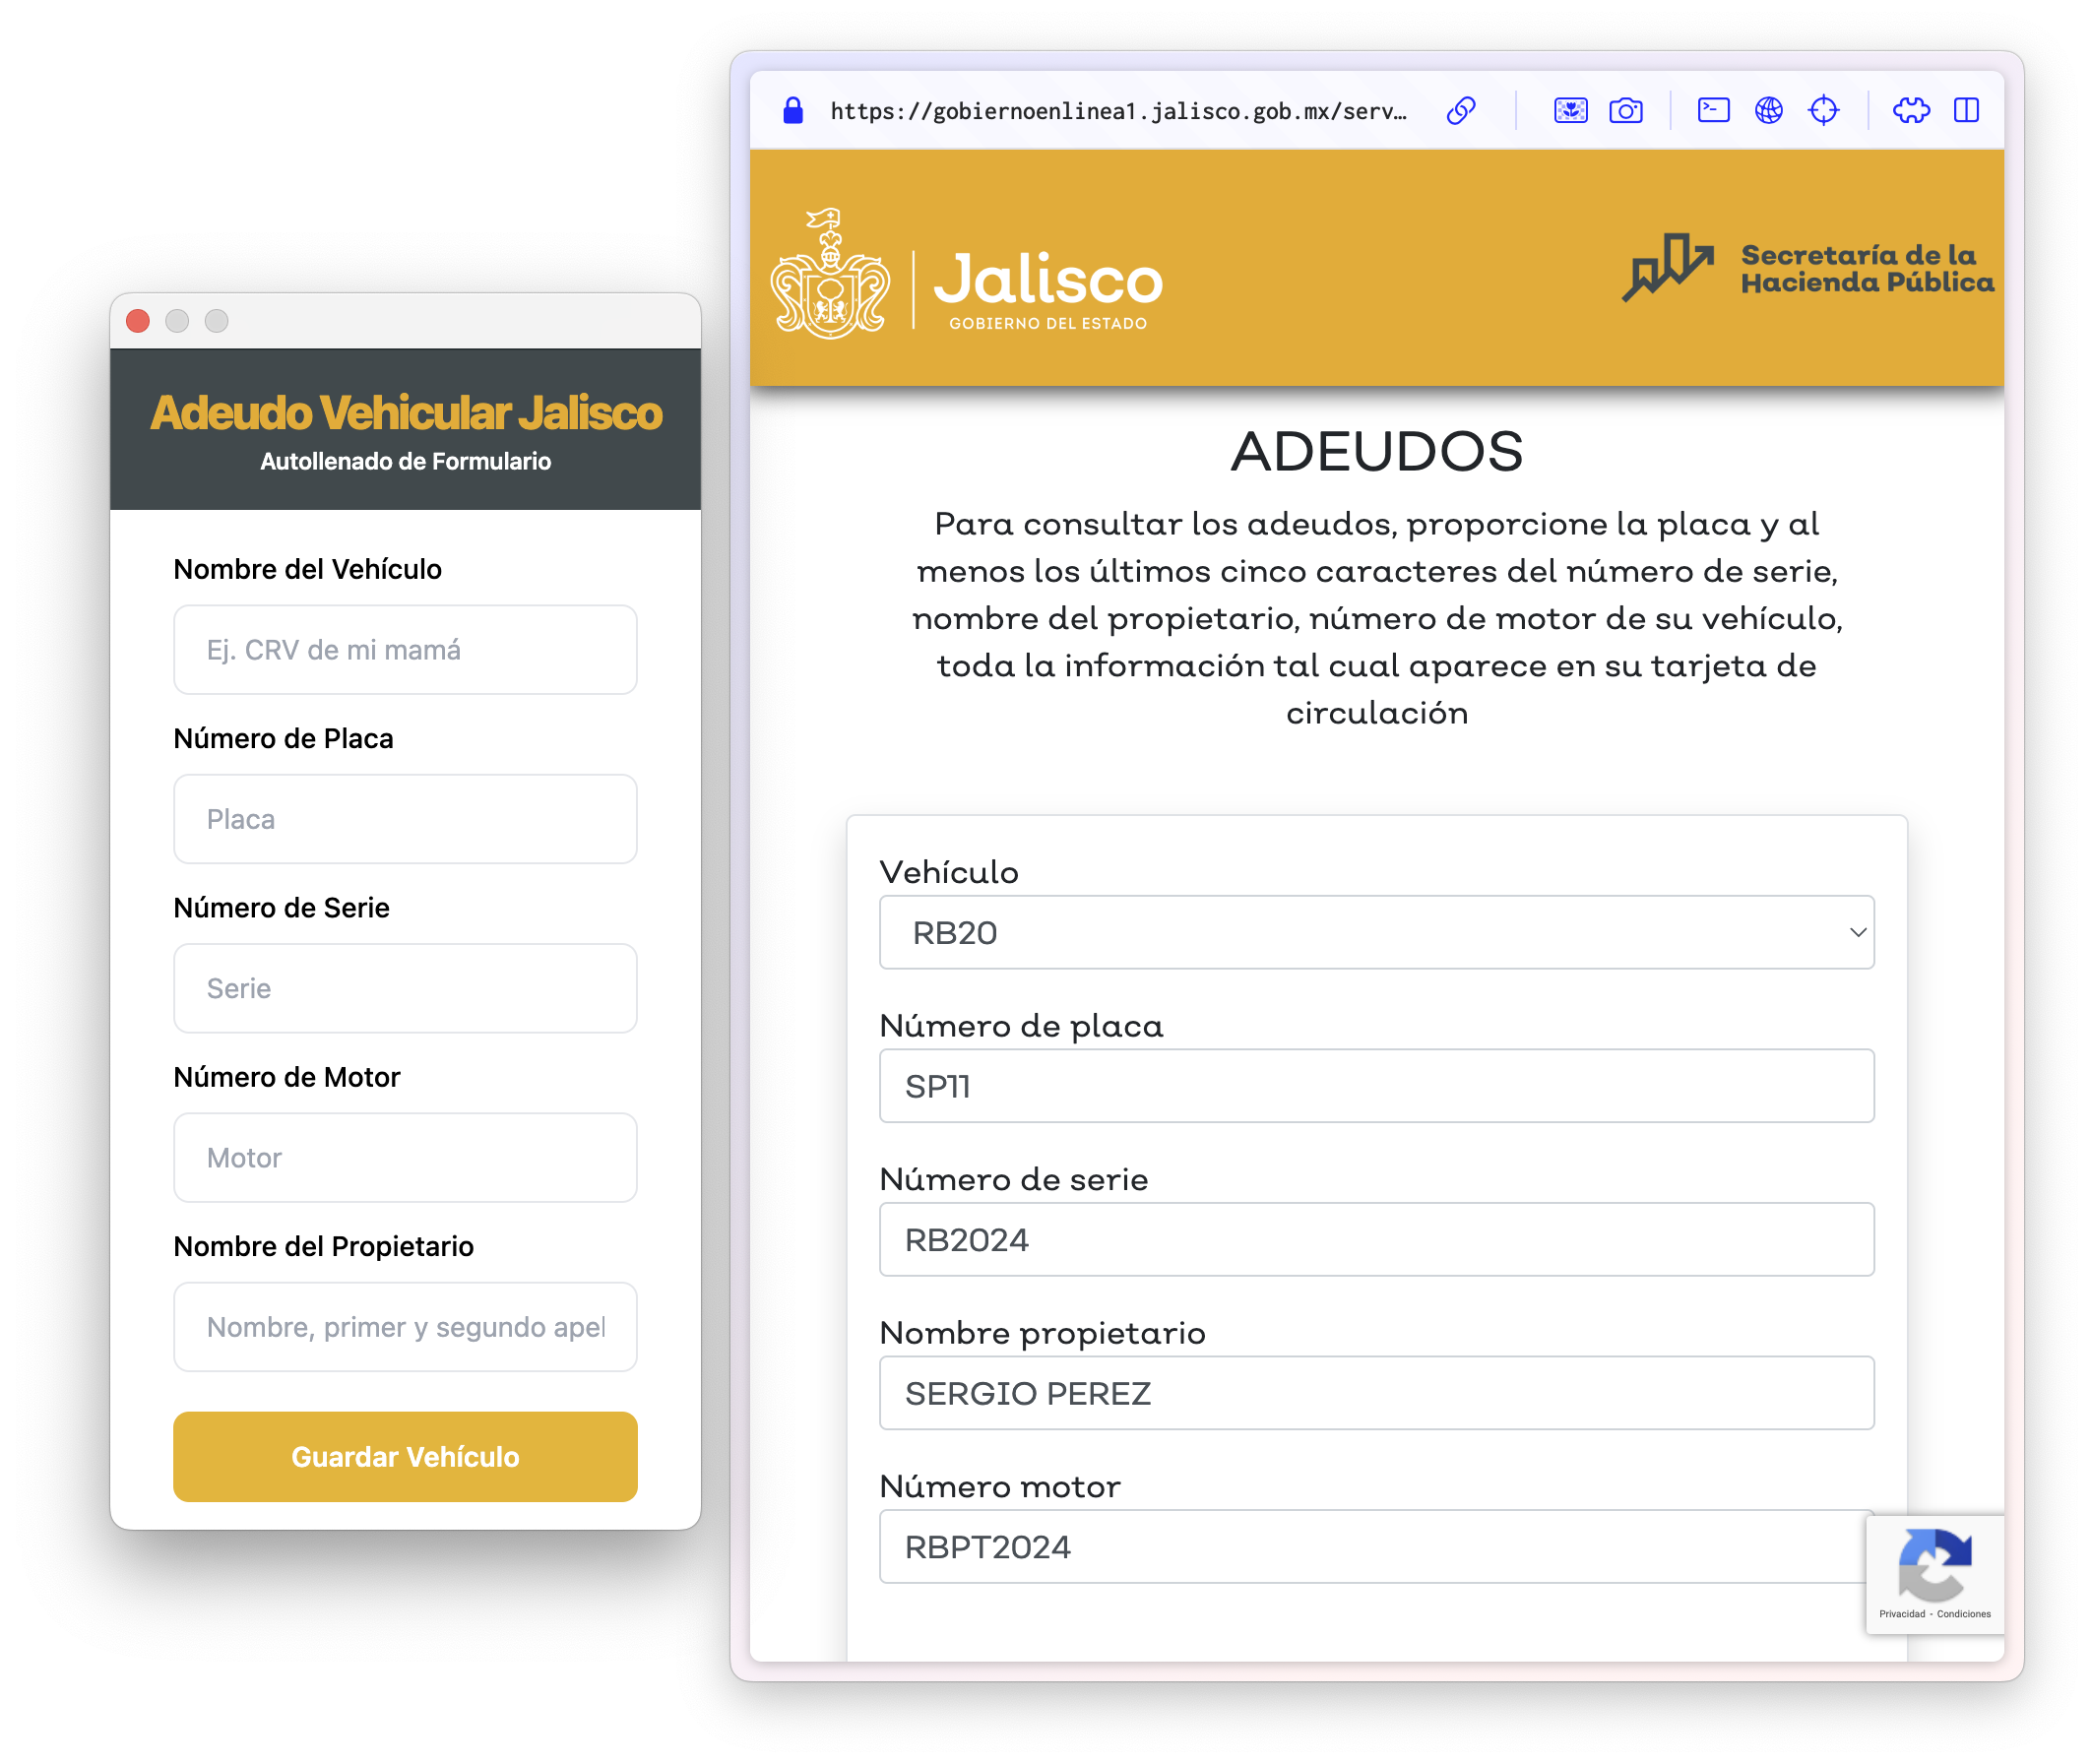 Adeudo Vehicular Jalisco
Autollenado de Formulario
Nombre del Vehículo
Ej. CRV de mi mamá
Número de Placa
Placa
Número de Serie
Serie
Número de Motor
Motor
Nombre del Propietario
Nombre, primer y segundo apel
Guardar Vehículo
https://gobiernoenlinea1.jalisco.gob.mx/serv…
Jalisco
GOBIERNO DEL ESTADO
Secretaría de la
Hacienda Pública
ADEUDOS
Para consultar los adeudos, proporcione la placa y al
menos los últimos cinco caracteres del número de serie,
nombre del propietario, número de motor de su vehículo,
toda la información tal cual aparece en su tarjeta de
circulación
Vehículo
RB20
Número de placa
SP11
Número de serie
RB2024
Nombre propietario
SERGIO PEREZ
Número motor
RBPT2024
Privacidad - Condiciones